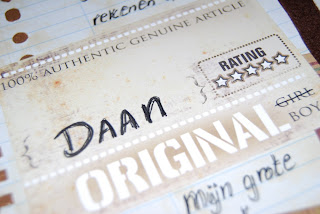 rekenen
100% AUTHENTIC GENUINE ARTICLE
RATING
DAAN
GIRL
BOY
ORIGINAL
mijn grote